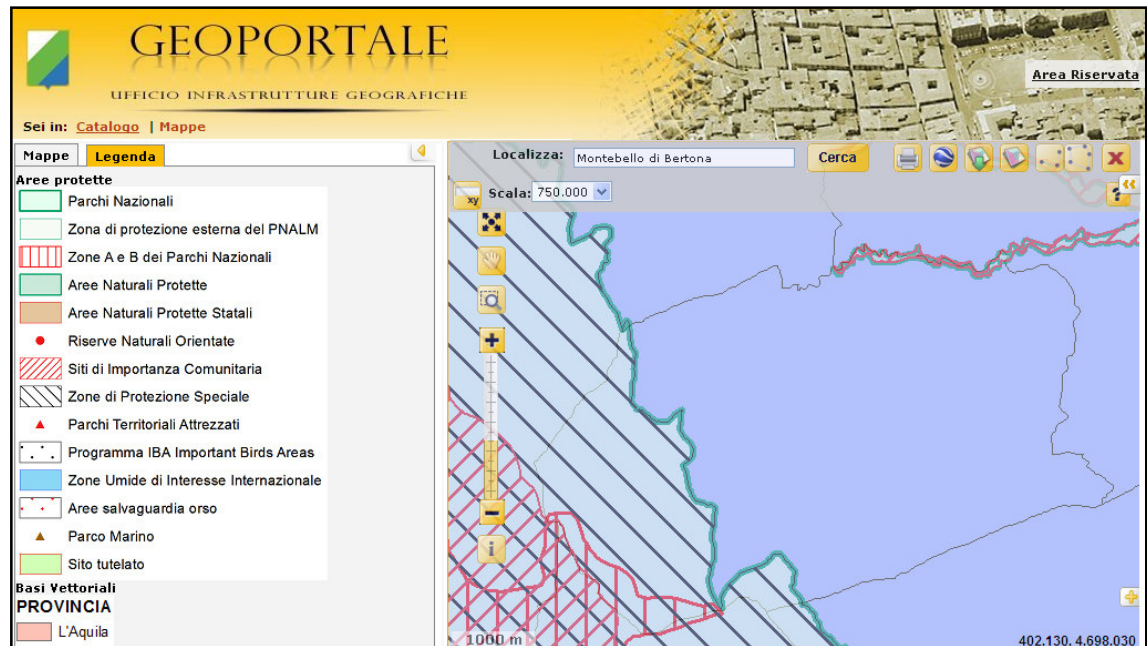 GEOPORTALE
UFFICIO INFRASTRUTTURE GEOGRAFICHE
Area Riservata
Sei in: Catalogo | Mappe
Mappe Legenda
Localizza: Montebello di Bertona Cerca
xy Scala: 750.000
?
Aree protette
Parchi Nazionali
Zona di protezione esterna del PNALM
Zone A e B dei Parchi Nazionali
Aree Naturali Protette
Aree Naturali Protette Statali
Riserve Naturali Orientate
Siti di Importanza Comunitaria
Zone di Protezione Speciale
Parchi Territoriali Attrezzati
Programma IBA Important Birds Areas
Zone Umide di Interesse Internazionale
Aree salvaguardia orso
Parco Marino
Sito tutelato
Basi Vettoriali
PROVINCIA
L'Aquila
1000 m
402.130, 4.698.030